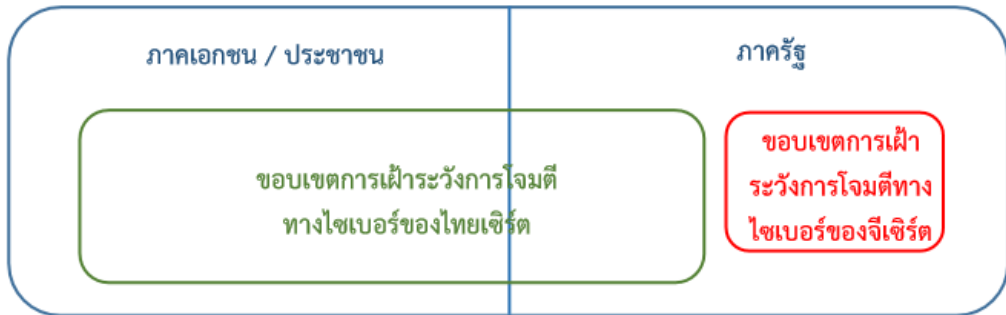 ภาคเอกชน / ประชาชน
ภาครัฐ
ขอบเขตการเฝ้าระวังการโจมตี
ทางไซเบอร์ของไทยเซิร์ต
ขอบเขตการเฝ้า
ระวังการโจมตีทาง
ไซเบอร์ของจีเซิร์ต